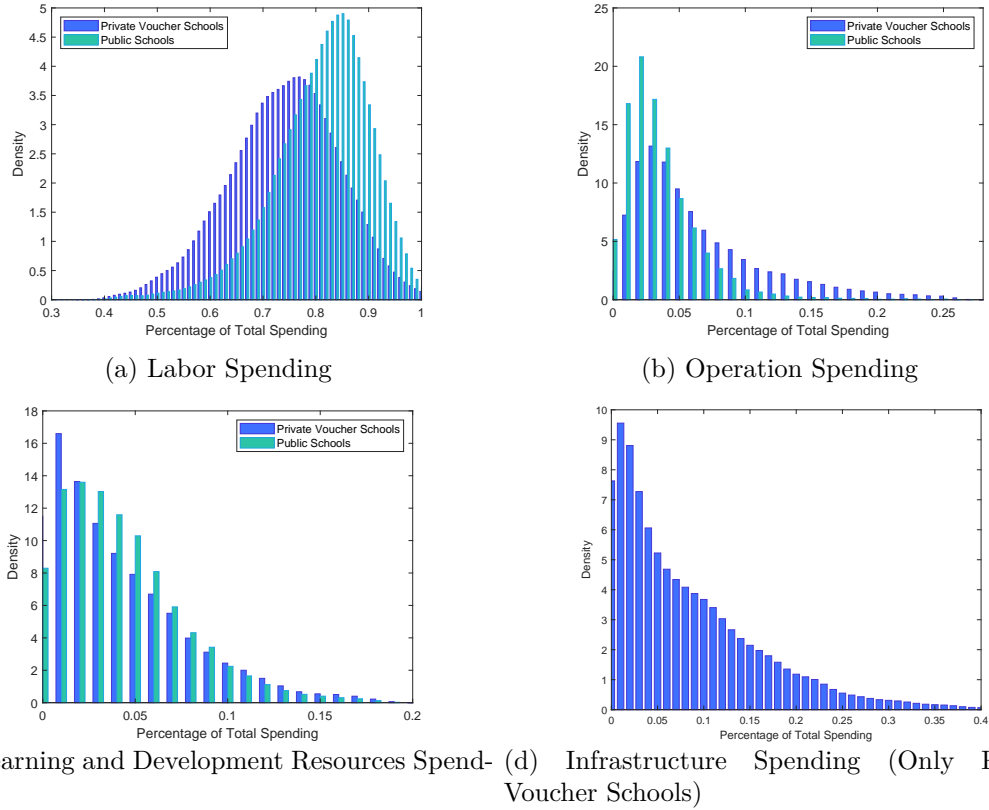 5
4.5
4
3.5
3
2.5
2
1.5
1
0.5
0
Density
Private Voucher Schools
Public Schools
0.3 0.4 0.5 0.6 0.7 0.8 0.9 1
Percentage of Total Spending
(a) Labor Spending
25
20
15
10
5
0
Density
Private Voucher Schools
Public Schools
0 0.05 0.1 0.15 0.2 0.25
Percentage of Total Spending
(b) Operation Spending
18
16
14
12
10
8
6
4
2
0
Density
Private Voucher Schools
Public Schools
0 0.05 0.1 0.15 0.2
Percentage of Total Spending
arning and Development Resources Spend-
10
9
8
7
6
5
4
3
2
1
0
Density
0 0.05 0.1 0.15 0.2 0.25 0.3 0.35 0.4
Percentage of Total Spending
(d) Infrastructure Spending (Only
Voucher Schools)